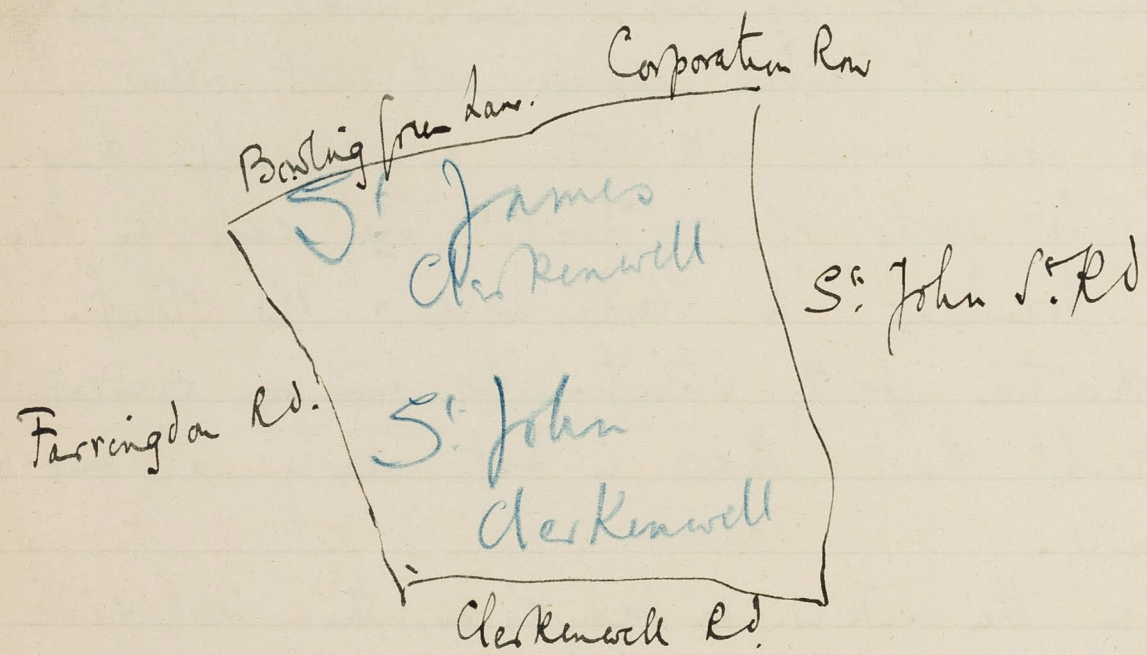 Corporation Row
Bowling Green Lane.
St. James
Clerkenwell
St. John St. Rd
Farringdon Rd.
St. John
Clerkenwell
Clerkenwell Rd.